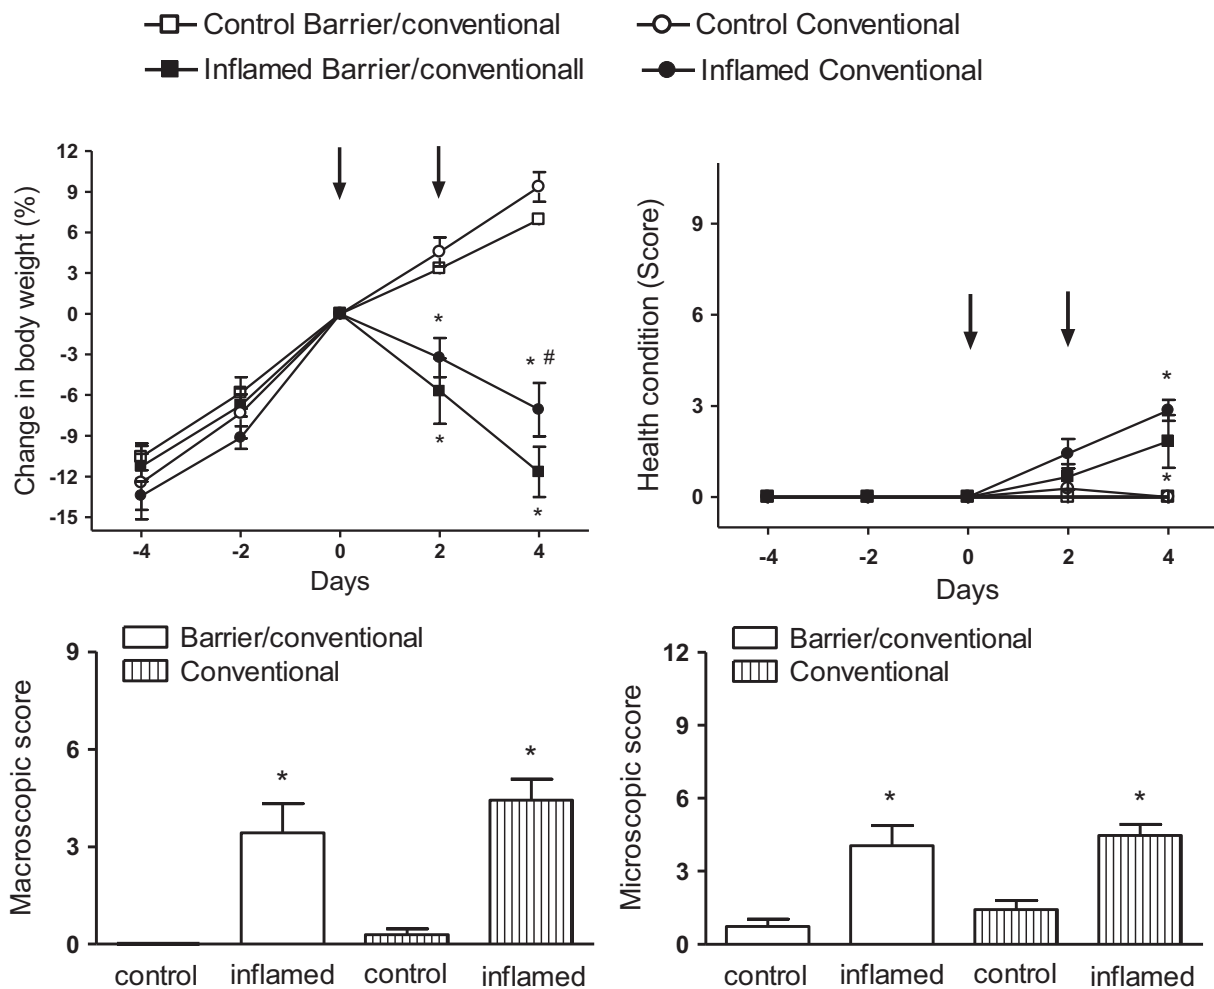 Control Barrier/conventional
Control Conventional
Inflamed Barrier/conventionall
Inflamed Conventional
Change in body weight (%)
12
9
6
3
0
-3
-6
-9
-12
-15
*
* #
*
*
-4 -2 0 2 4
Days
Health condition (Score)
9
6
3
0
*
*
-4 -2 0 2 4
Days
Macroscopic score
Barrier/conventional
Conventional
9
6
3
0
*
*
control inflamed control inflamed
Microscopic score
Barrier/conventional
Conventional
12
9
6
3
0
*
*
control inflamed control inflamed